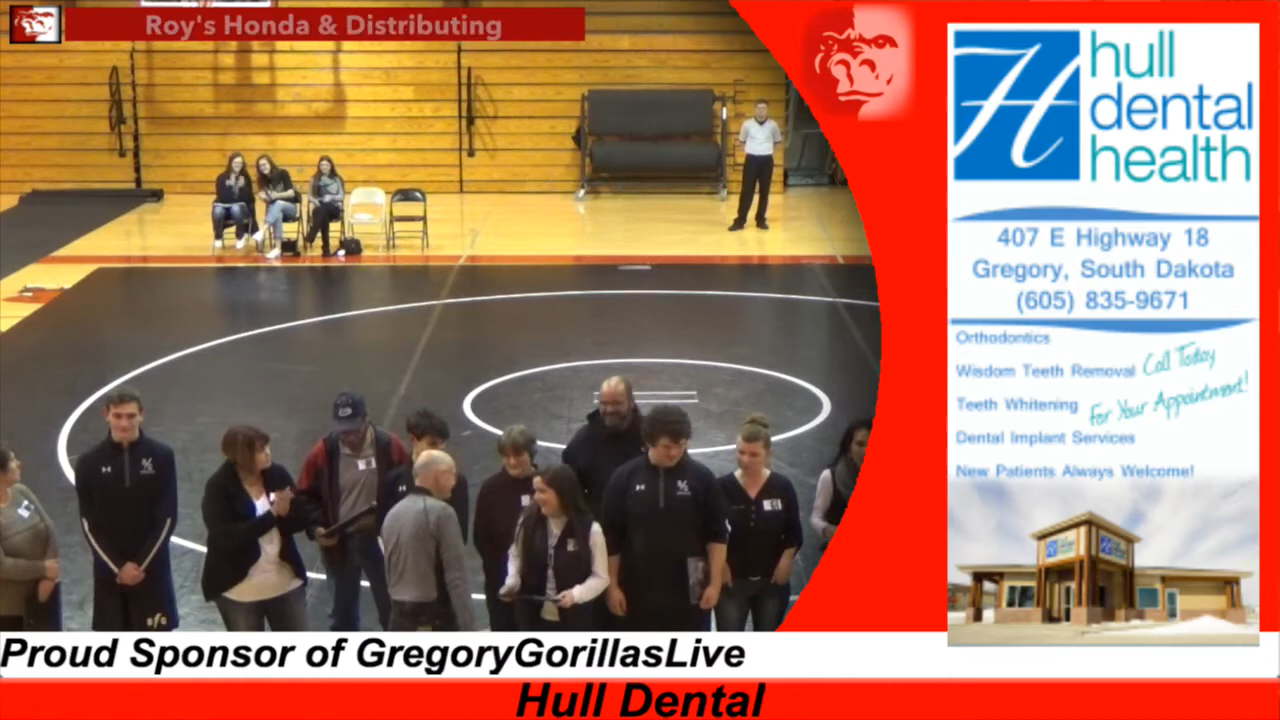 Roy's Honda & Distributing
H hull
dental
health
407 E Highway 18
Gregory, South Dakota
(605) 835-9671
Orthodontics
Wisdom Teeth Removal
Call Today
Teeth Whitening
For Your Appointment!
Dental Implant Services
New Patients Always Welcome!
Proud Sponsor of GregoryGorillasLive
Hull Dental